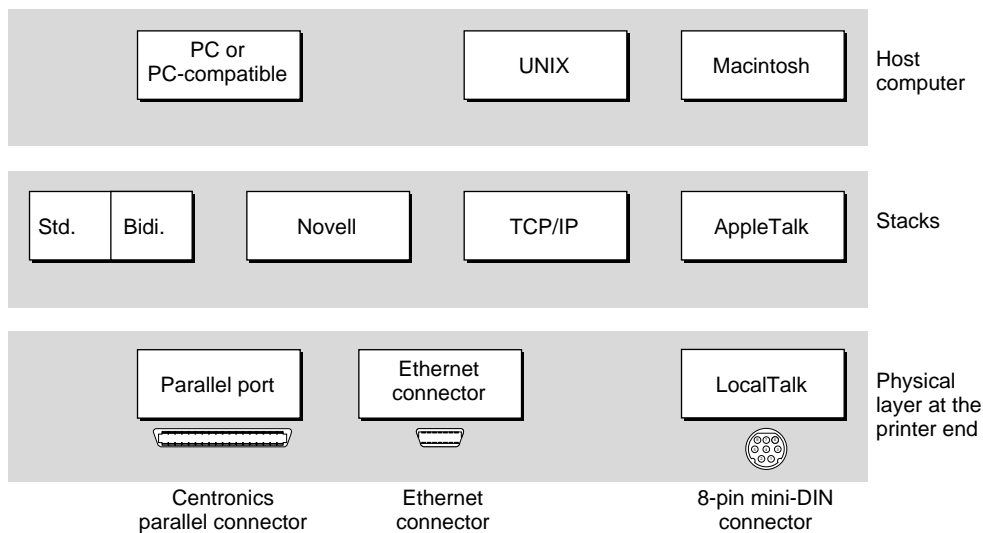 PC or
PC-compatible
UNIX
Macintosh
Host
computer
Std.
Bidi.
Novell
TCP/IP
AppleTalk
Stacks
Parallel port
Ethernet
connector
LocalTalk
Physical
layer at the
printer end
Centronics
parallel connector
Ethernet
connector
8-pin mini-DIN
connector